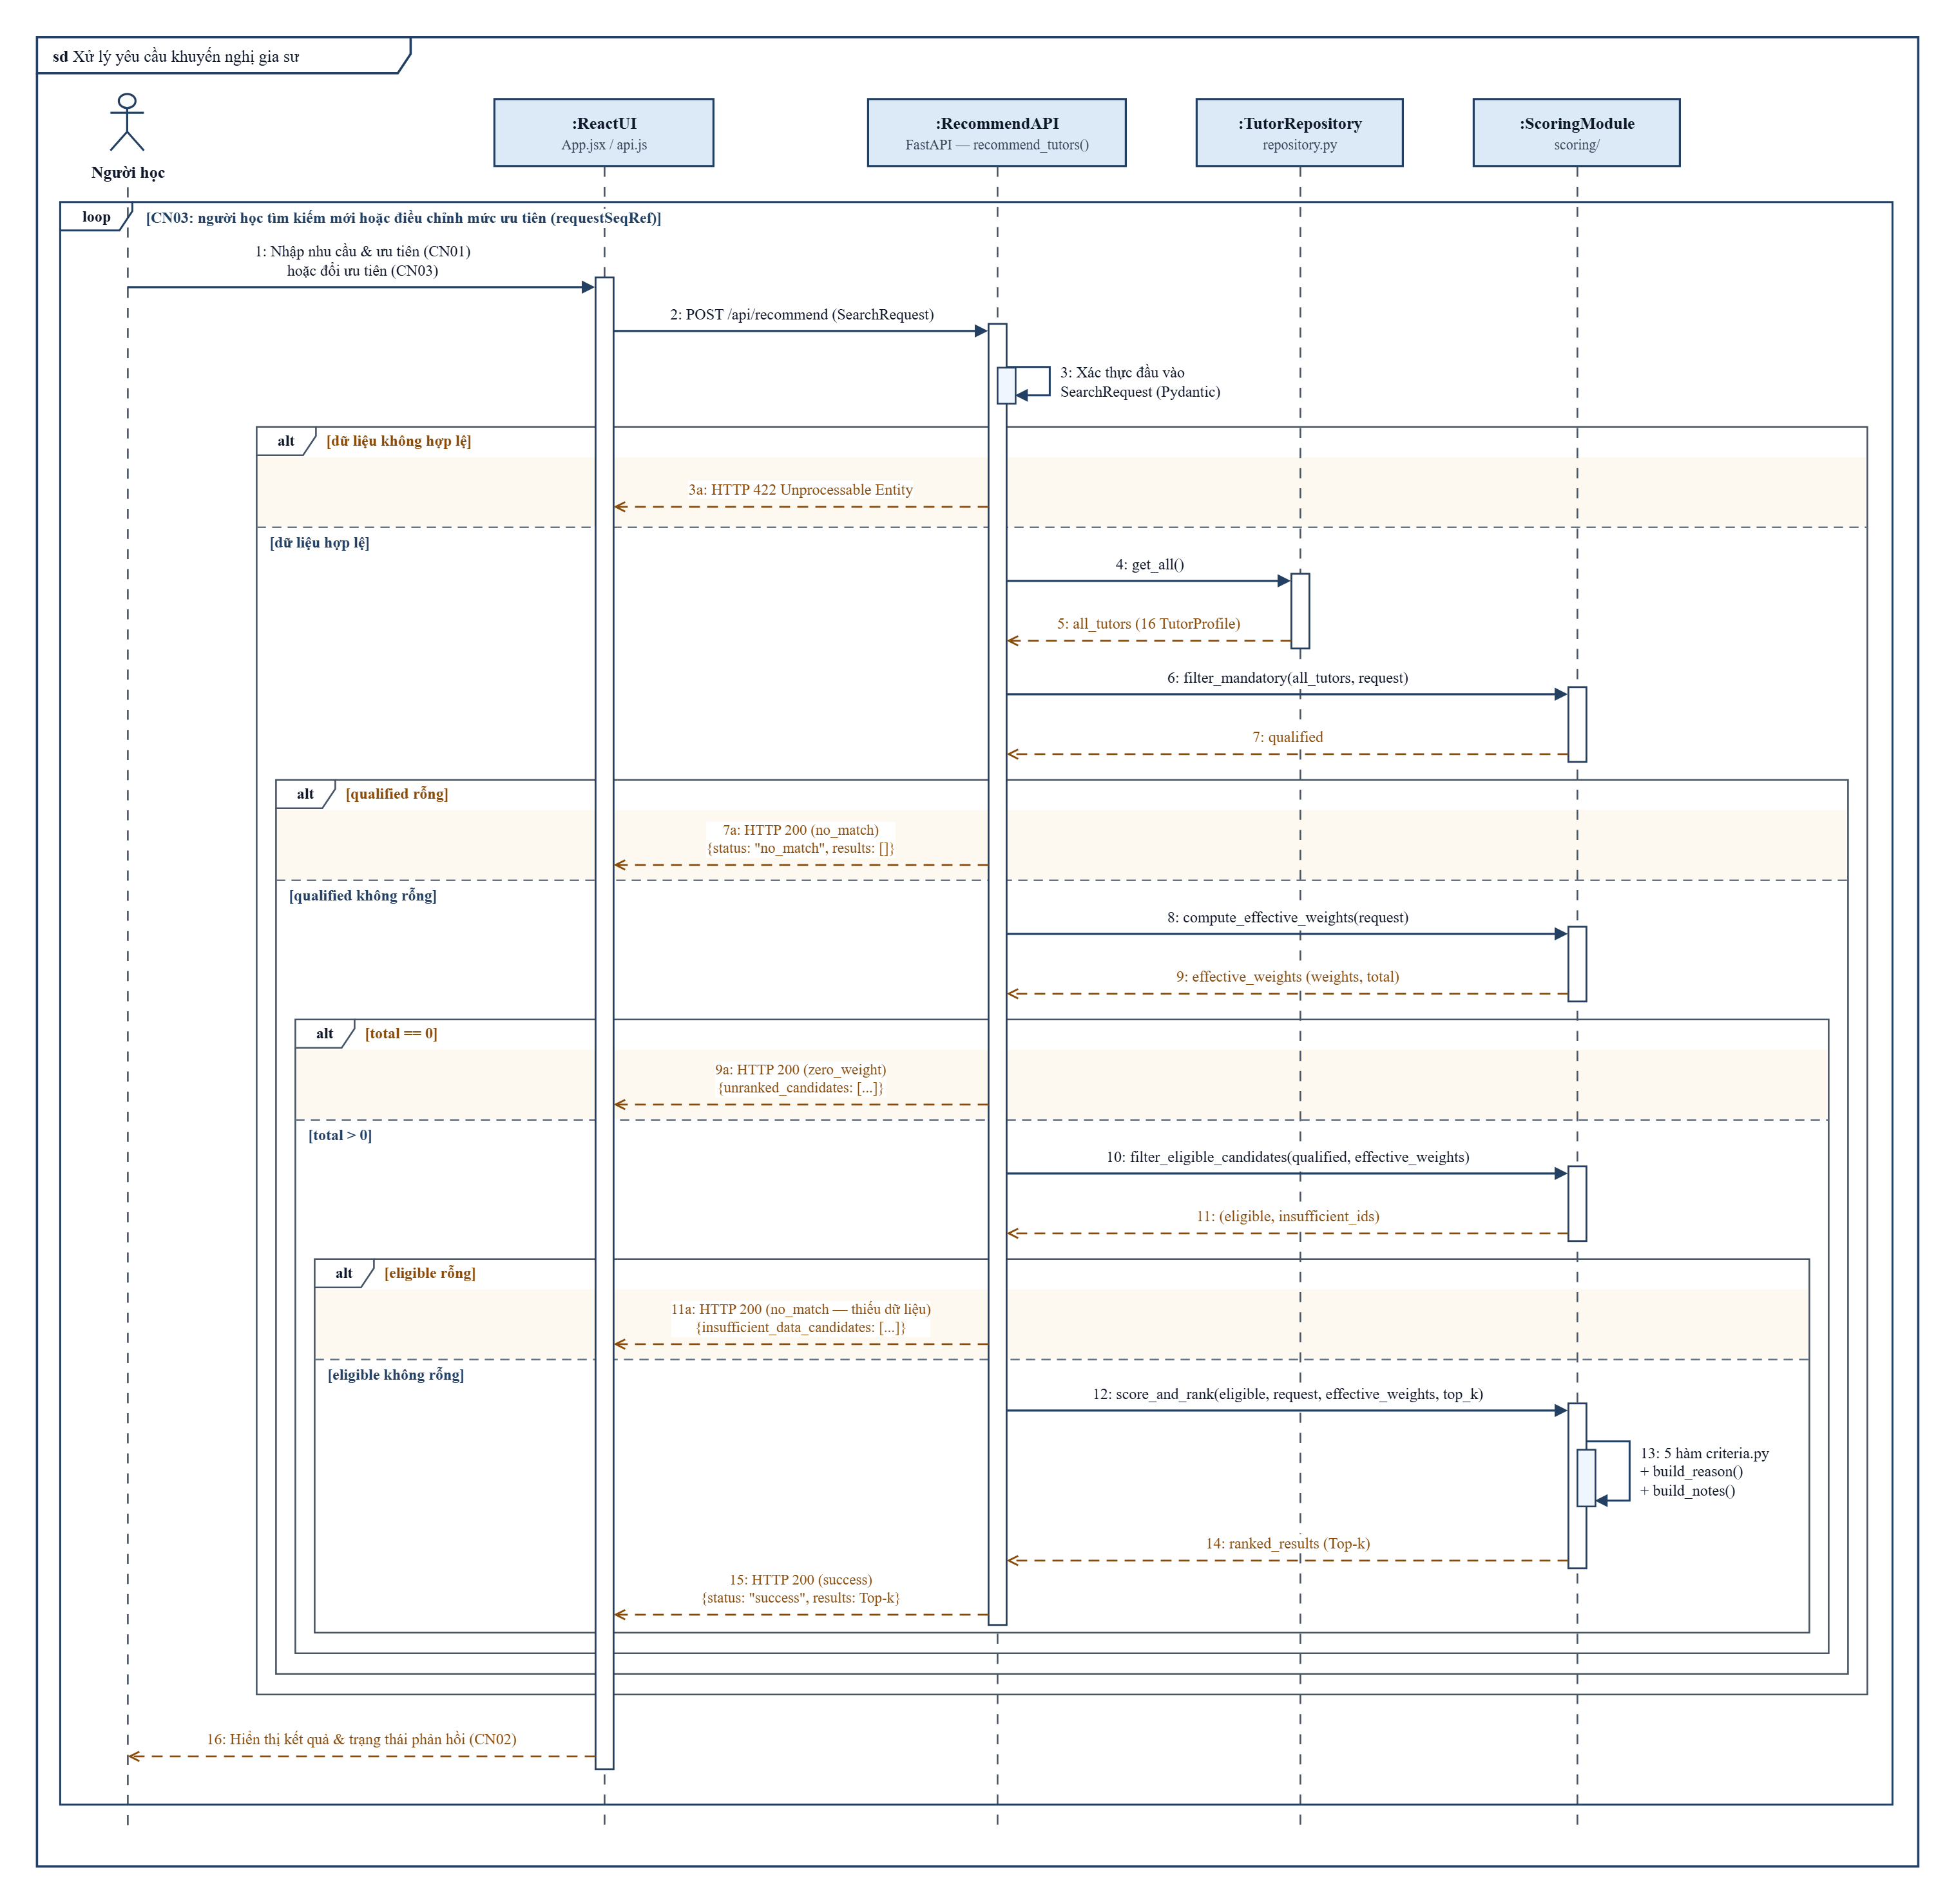 sd Xử lý yêu cầu khuyến nghị gia sư
Người học
:ReactUI
App.jsx / api.js
:RecommendAPI
FastAPI — recommend_tutors()
:TutorRepository
repository.py
:ScoringModule
scoring/
loop [CN03: người học tìm kiếm mới hoặc điều chỉnh mức ưu tiên (requestSeqRef)]
1: Nhập nhu cầu & ưu tiên (CN01)
hoặc đổi ưu tiên (CN03)
2: POST /api/recommend (SearchRequest)
3: Xác thực đầu vào
SearchRequest (Pydantic)
alt [dữ liệu không hợp lệ]
3a: HTTP 422 Unprocessable Entity
[dữ liệu hợp lệ]
4: get_all()
5: all_tutors (16 TutorProfile)
6: filter_mandatory(all_tutors, request)
7: qualified
alt [qualified rỗng]
7a: HTTP 200 (no_match)
{status: "no_match", results: []}
[qualified không rỗng]
8: compute_effective_weights(request)
9: effective_weights (weights, total)
alt [total == 0]
9a: HTTP 200 (zero_weight)
{unranked_candidates: [...]}
[total > 0]
10: filter_eligible_candidates(qualified, effective_weights)
11: (eligible, insufficient_ids)
alt [eligible rỗng]
11a: HTTP 200 (no_match — thiếu dữ liệu)
{insufficient_data_candidates: [...]}
[eligible không rỗng]
12: score_and_rank(eligible, request, effective_weights, top_k)
13: 5 hàm criteria.py
+ build_reason()
+ build_notes()
14: ranked_results (Top-k)
15: HTTP 200 (success)
{status: "success", results: Top-k}
16: Hiển thị kết quả & trạng thái phản hồi (CN02)